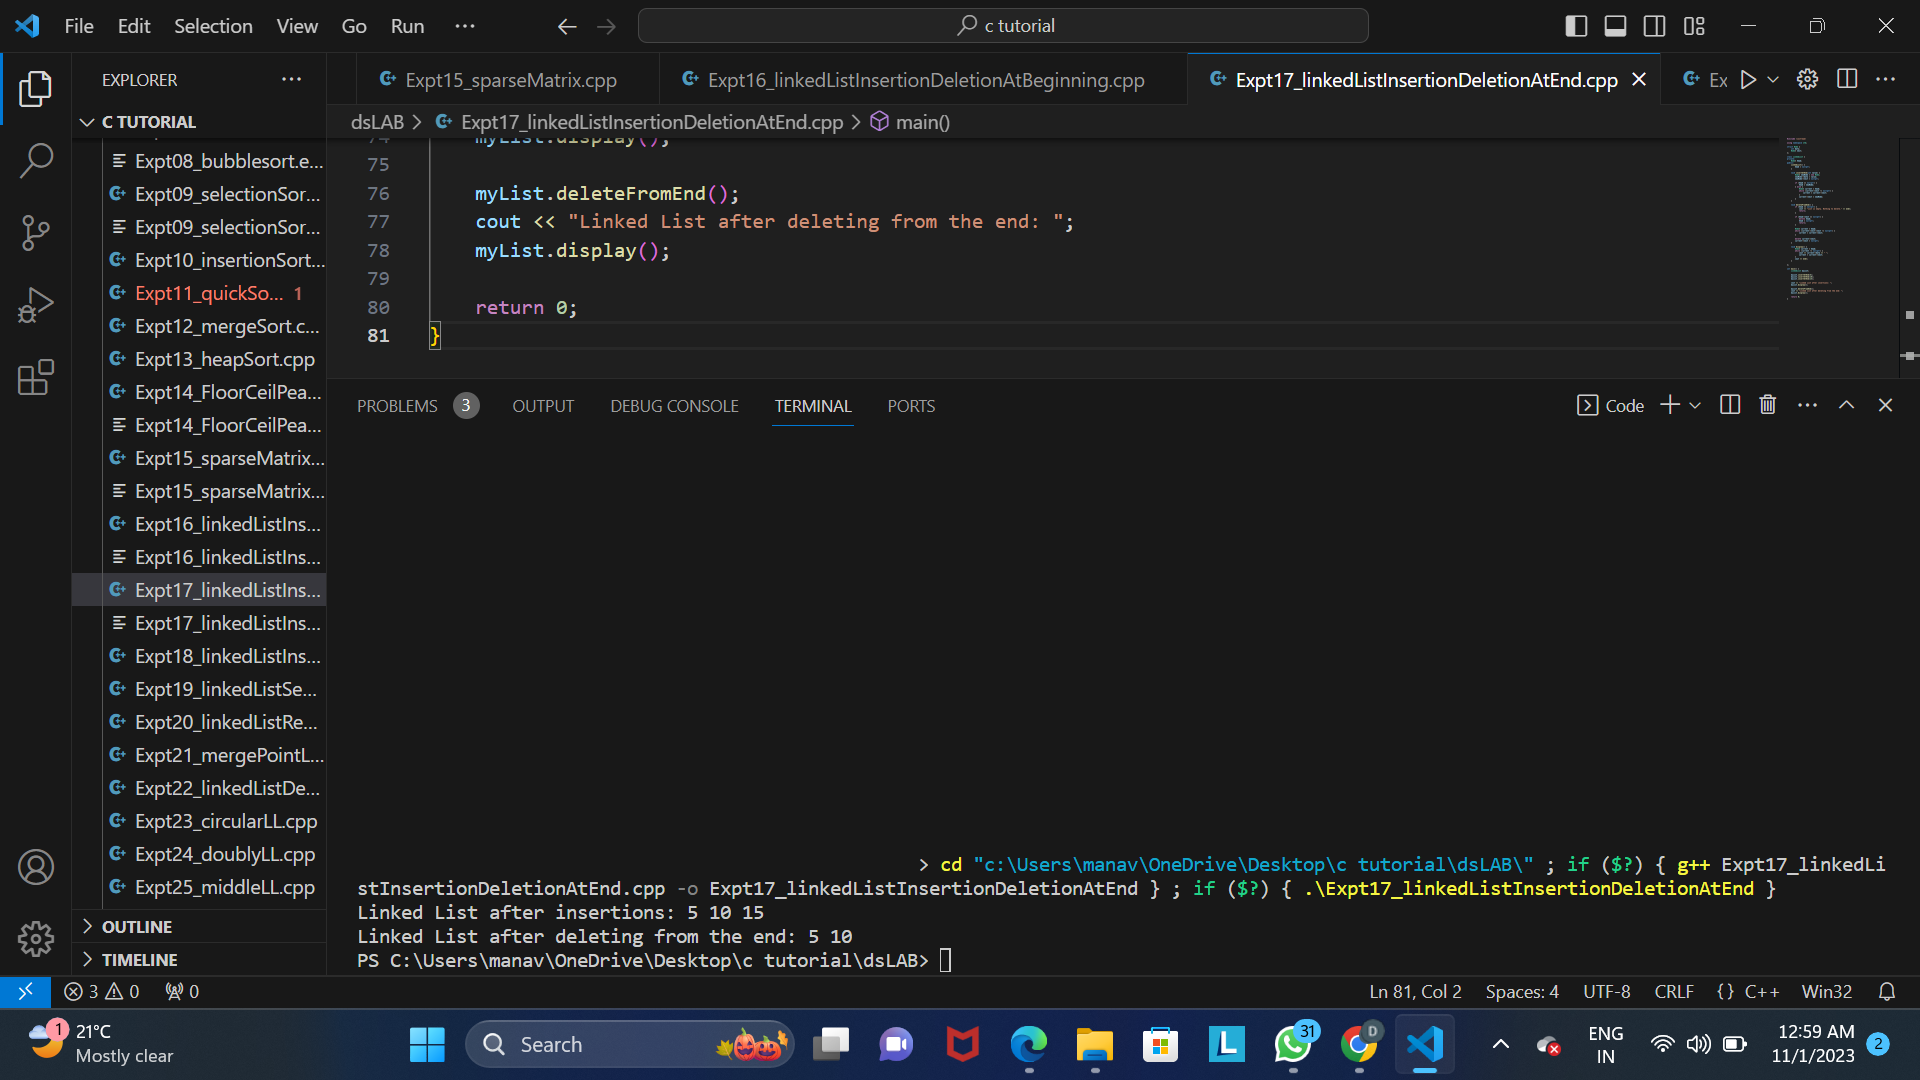 File Edit Selection View Go Run ··· c tutorial
EXPLORER ···
Expt15_sparseMatrix.cpp Expt16_linkedListInsertionDeletionAtBeginning.cpp Expt17_linkedListInsertionDeletionAtEnd.cpp Ex
C TUTORIAL
dsLAB > Expt17_linkedListInsertionDeletionAtEnd.cpp > main()
Expt08_bubblesort.e...
Expt09_selectionSor...
Expt09_selectionSor...
Expt10_insertionSort...
Expt11_quickSo... 1
Expt12_mergeSort.c...
Expt13_heapSort.cpp
Expt14_FloorCeilPea...
Expt14_FloorCeilPea...
Expt15_sparseMatrix...
Expt15_sparseMatrix...
Expt16_linkedListIns...
Expt16_linkedListIns...
Expt17_linkedListIns...
Expt17_linkedListIns...
Expt18_linkedListIns...
Expt19_linkedListSe...
Expt20_linkedListRe...
Expt21_mergePointL...
Expt22_linkedListDe...
Expt23_circularLL.cpp
Expt24_doublyLL.cpp
Expt25_middleLL.cpp
OUTLINE
TIMELINE
74 myList.display();
75
76 myList.deleteFromEnd();
77 cout << "Linked List after deleting from the end: ";
78 myList.display();
79
80 return 0;
81 }
PROBLEMS 3 OUTPUT DEBUG CONSOLE TERMINAL PORTS Code
> cd "c:\Users\manav\OneDrive\Desktop\c tutorial\dsLAB\" ; if ($?) { g++ Expt17_linkedLi
stInsertionDeletionAtEnd.cpp -o Expt17_linkedListInsertionDeletionAtEnd } ; if ($?) { .\Expt17_linkedListInsertionDeletionAtEnd }
Linked List after insertions: 5 10 15
Linked List after deleting from the end: 5 10
PS C:\Users\manav\OneDrive\Desktop\c tutorial\dsLAB>
3 0 0 Ln 81, Col 2 Spaces: 4 UTF-8 CRLF {} C++ Win32
1 21°C
Mostly clear
Search
L
31
D
ENG
IN
12:59 AM
11/1/2023
2